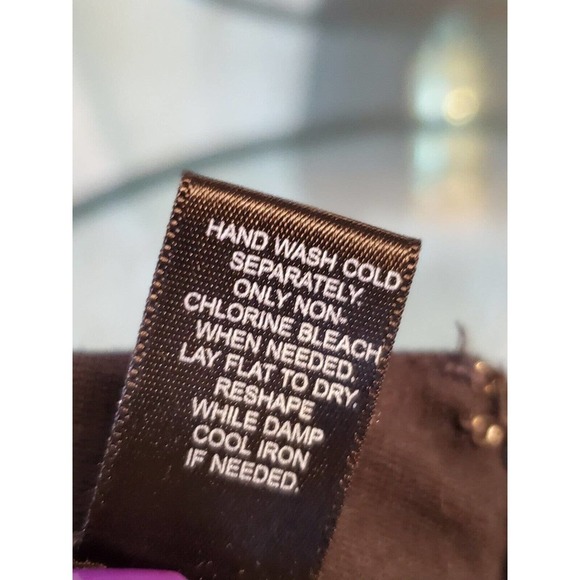 HAND WASH COLD
SEPARATELY.
ONLY NON-
CHLORINE BLEACH
WHEN NEEDED.
LAY FLAT TO DRY.
RESHAPE
WHILE DAMP
COOL IRON
IF NEEDED.